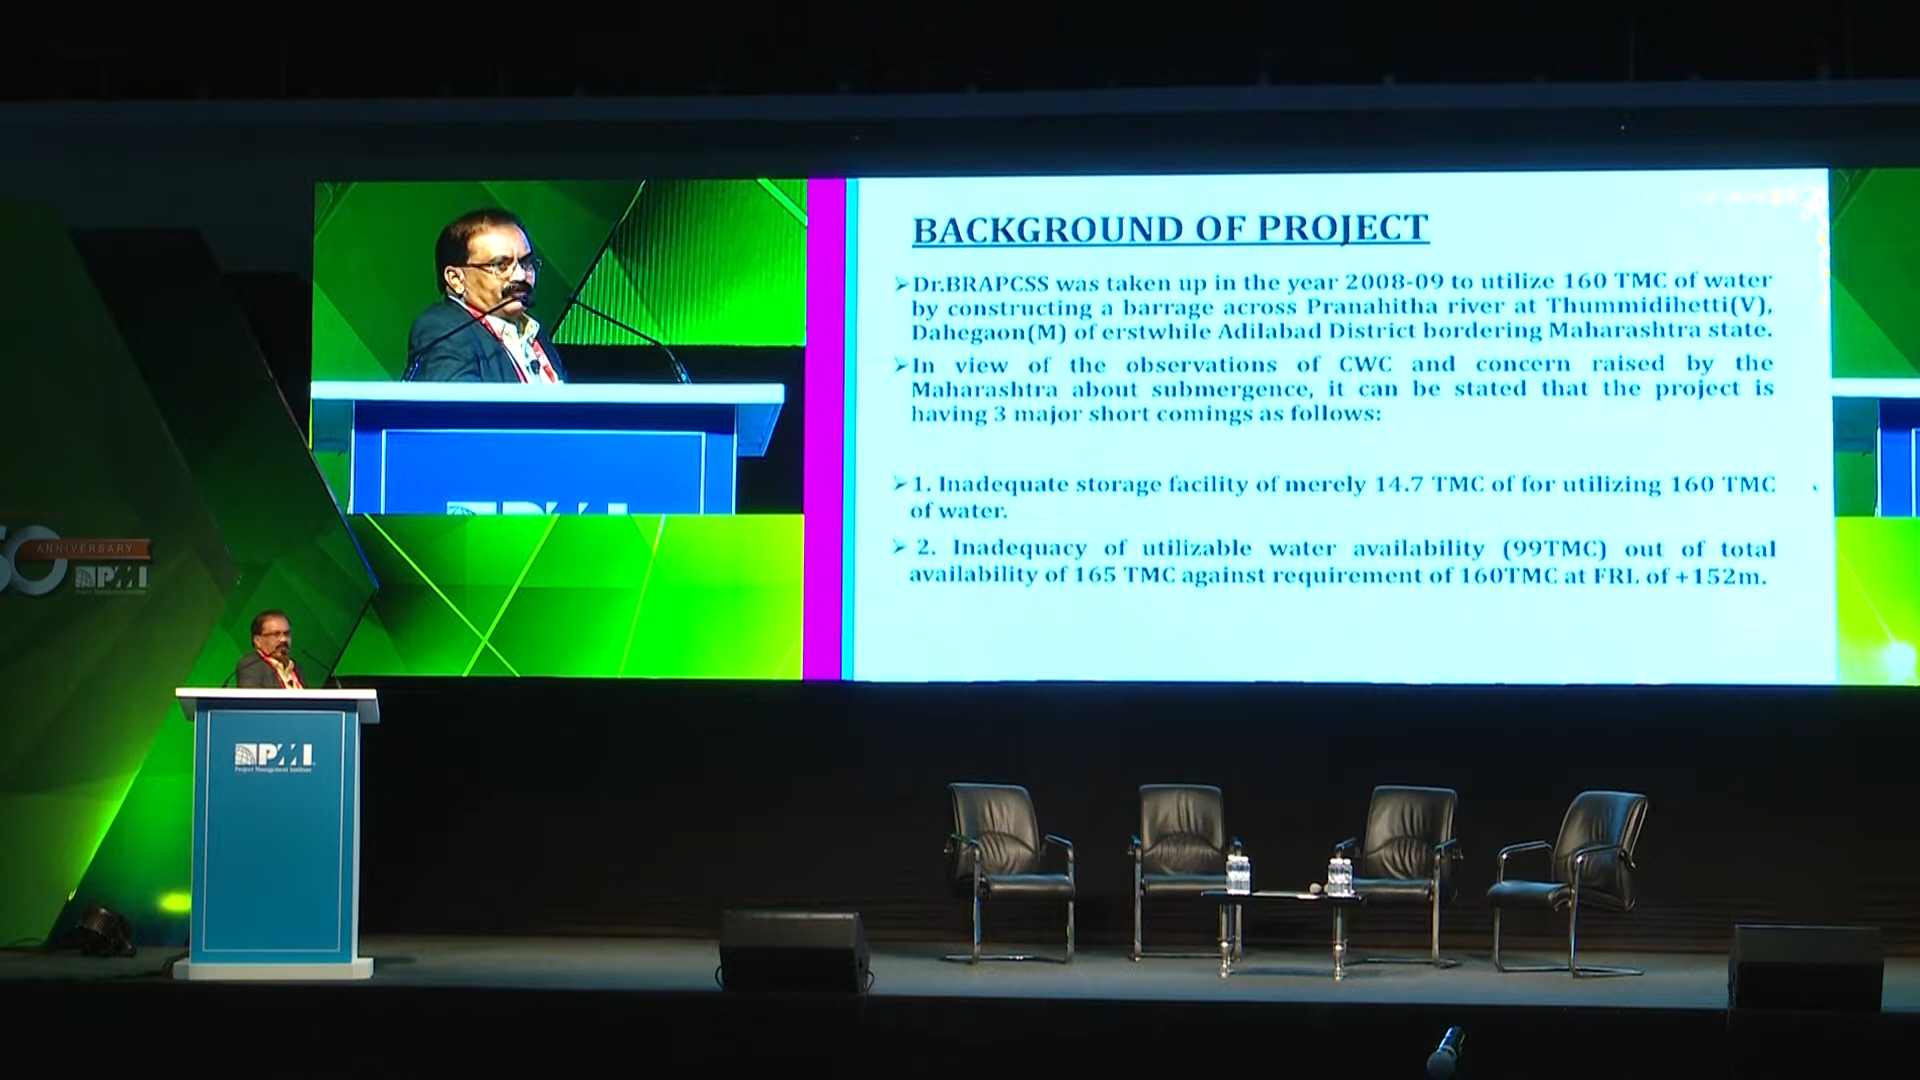 BACKGROUND OF PROJECT
➢Dr.BRAPCSS was taken up in the year 2008-09 to utilize 160 TMC of water
by constructing a barrage across Pranahitha river at Thummidihetti(V),
Dahegaon(M) of erstwhile Adilabad District bordering Maharashtra state.
➢In view of the observations of CWC and concern raised by the
Maharashtra about submergence, it can be stated that the project is
having 3 major short comings as follows:
➢1. Inadequate storage facility of merely 14.7 TMC of for utilizing 160 TMC
of water.
➢ 2. Inadequacy of utilizable water availability (99TMC) out of total
availability of 165 TMC against requirement of 160TMC at FRL of +152m.
50
ANNIVERSARY
PMI
Project Management Institute
PMI
Project Management Institute